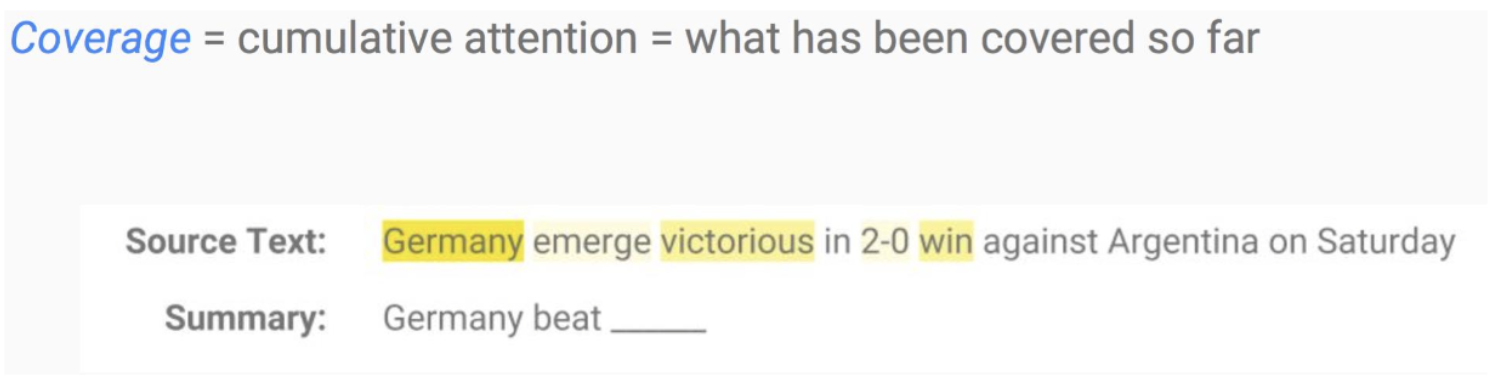 Coverage = cumulative attention = what has been covered so far
Source Text: Germany emerge victorious in 2-0 win against Argentina on Saturday
Summary: Germany beat ______